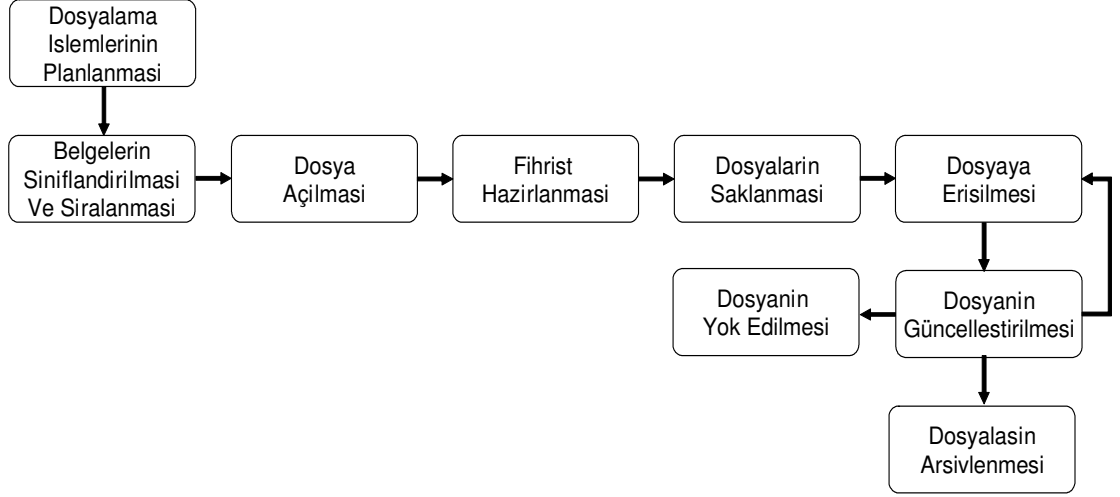 Dosyalama
Islemlerinin
Planlanmasi
Belgelerin
Siniflandirilmasi
Ve Siralanmasi
Dosya
Açilmasi
Fihrist
Hazirlanmasi
Dosyalarin
Saklanmasi
Dosyaya
Erisilmesi
Dosyanin
Yok Edilmesi
Dosyanin
Güncellestirilmesi
Dosyalasin
Arsivlenmesi